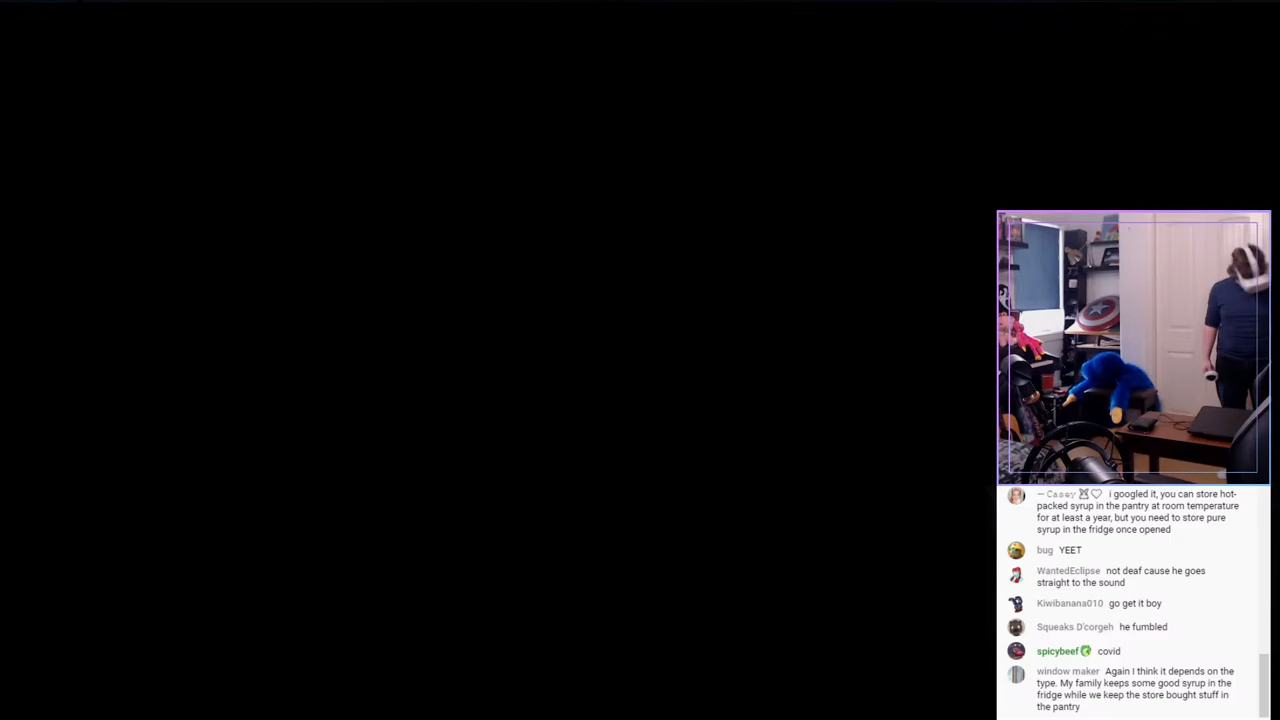 Casey i googled it, you can store hot-
packed syrup in the pantry at room temperature
for at least a year, but you need to store pure
syrup in the fridge once opened
bug YEET
WantedEclipse not deaf cause he goes
straight to the sound
Kiwibanana010 go get it boy
Squeaks D'corgeh he fumbled
spicybeef covid
window maker Again I think it depends on the
type. My family keeps some good syrup in the
fridge while we keep the store bought stuff in
the pantry